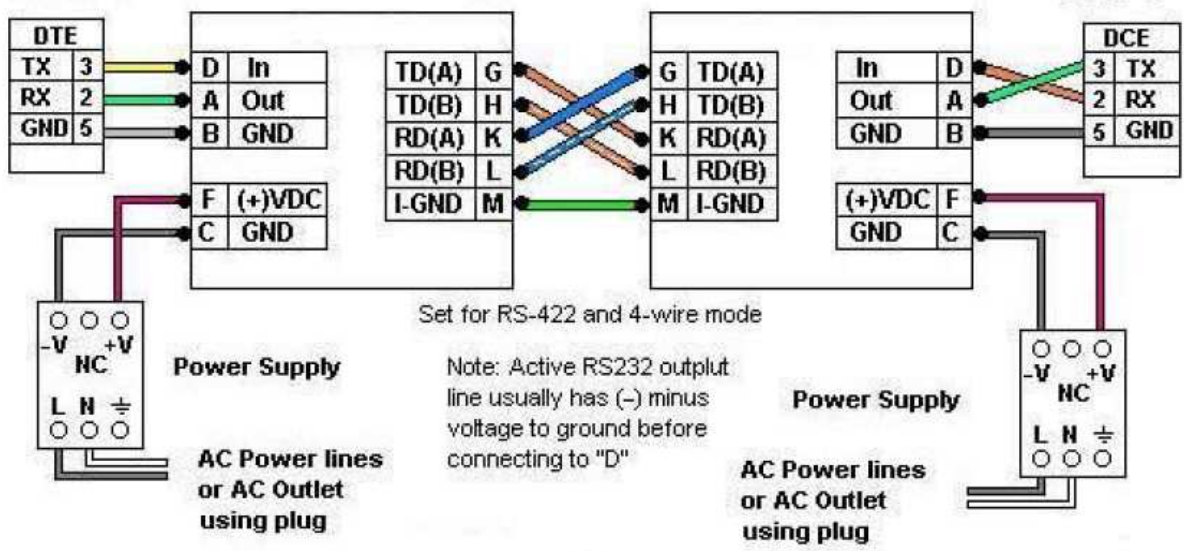 DTE
TX 3
RX 2
GND 5
D In
A Out
B GND
F (+)VDC
C GND
TD(A) G
TD(B) H
RD(A) K
RD(B) L
I-GND M
G TD(A)
H TD(B)
K RD(A)
L RD(B)
M I-GND
In D
Out A
GND B
(+)VDC F
GND C
DCE
3 TX
2 RX
5 GND
Set for RS-422 and 4-wire mode
Note: Active RS232 outplut
line usually has (–) minus
voltage to ground before
connecting to "D"
-V +V
NC
L N
Power Supply
AC Power lines
or AC Outlet
using plug
-V +V
NC
L N
Power Supply
AC Power lines
or AC Outlet
using plug